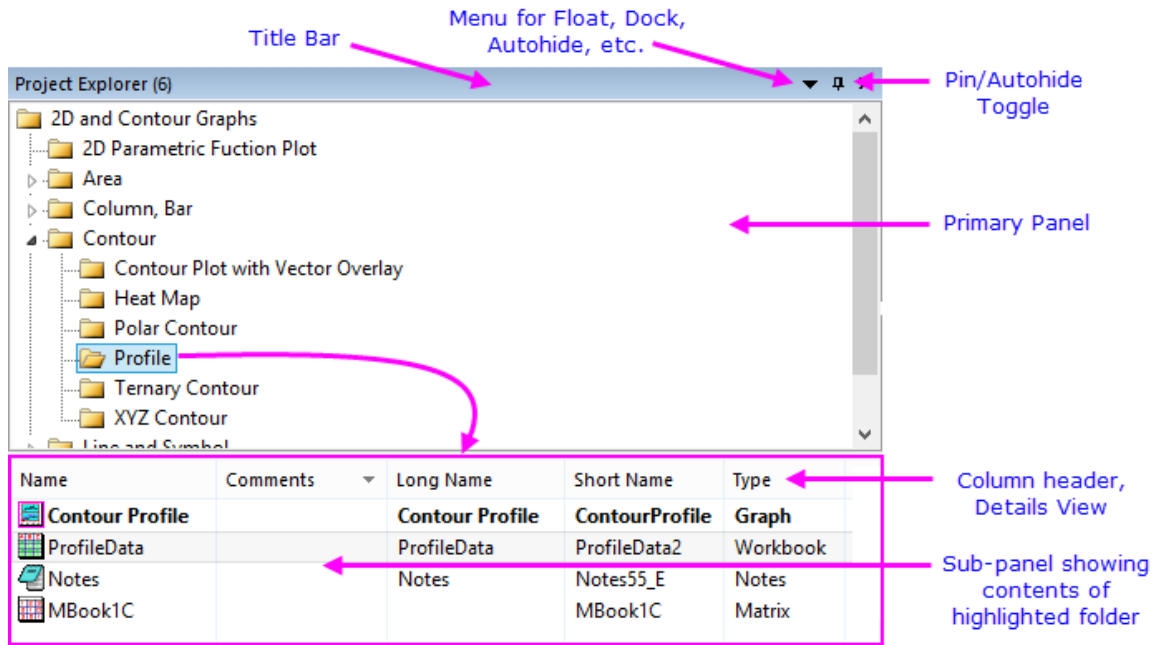 Menu for Float, Dock,
Title Bar
Autohide, etc.
Project Explorer (6)
Pin/Autohide
Toggle
2D and Contour Graphs
2D Parametric Fuction Plot
Area
Column, Bar
Primary Panel
Contour
Contour Plot with Vector Overlay
Heat Map
Polar Contour
Profile
Ternary Contour
XYZ Contour
Line and Symbol
Name Comments Long Name Short Name Type
Column header,
Details View
Contour Profile Contour Profile ContourProfile Graph
ProfileData ProfileData ProfileData2 Workbook
Sub-panel showing
contents of
highlighted folder
Notes Notes Notes55_E Notes
MBook1C MBook1C Matrix